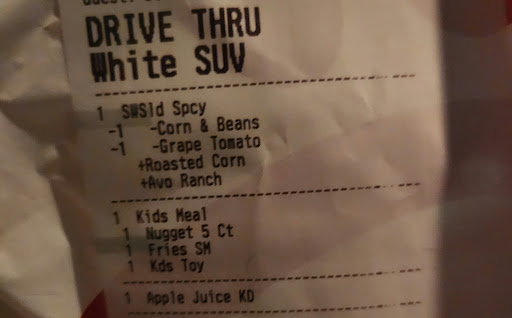 DRIVE THRU
White SUV
1 SWSld Spcy
-1 -Corn & Beans
-1 -Grape Tomato
+Roasted Corn
+Avo Ranch
1 Kids Meal
1 Nugget 5 Ct
1 Fries SM
1 Kds Toy
1 Apple Juice KD